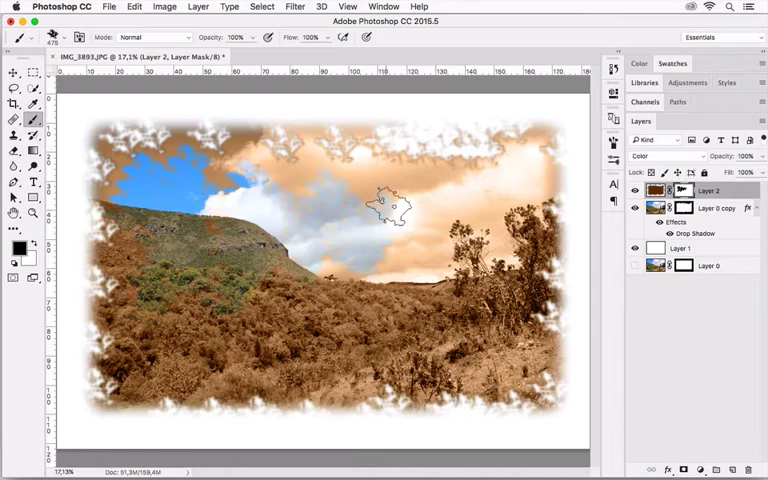 Photoshop CC File Edit Image Layer Type Select Filter 3D View Window Help
Adobe Photoshop CC 2015.5
475 Mode: Normal Opacity: 100% Flow: 100% Essentials
× IMG_3893.JPG @ 17,1% (Layer 2, Layer Mask/8) *
Color Swatches
Libraries Adjustments Styles
Channels Paths
Layers
Kind
Color Opacity: 100%
Lock: Fill: 100%
Layer 2
Layer 0 copy fx
Effects
Drop Shadow
Layer 1
Layer 0
17,13% Doc: 51,3M/159,4M